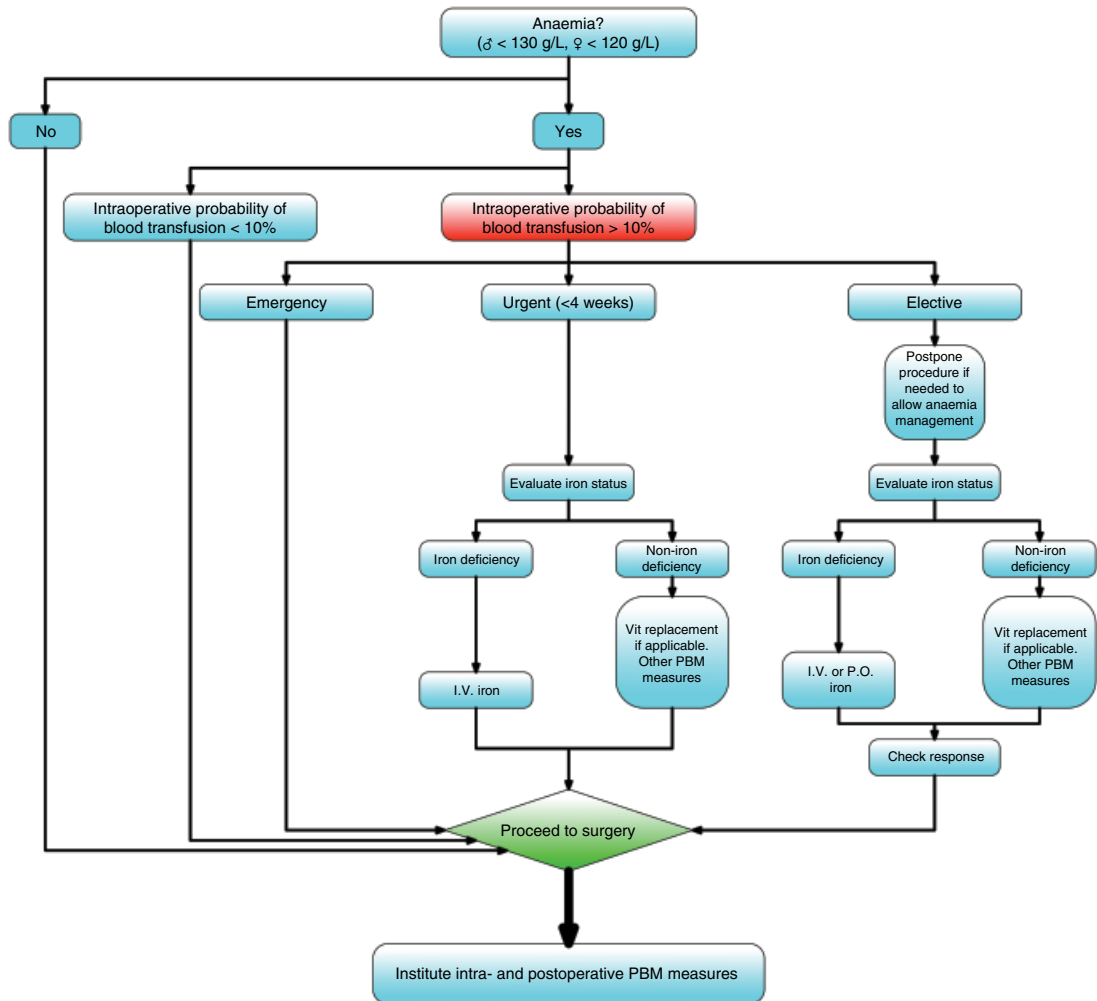 Anaemia?
(♂ < 130 g/L, ♀ < 120 g/L)
No
Yes
Intraoperative probability of
blood transfusion < 10%
Intraoperative probability of
blood transfusion > 10%
Emergency
Urgent (<4 weeks)
Elective
Postpone
procedure if
needed to
allow anaemia
management
Evaluate iron status
Evaluate iron status
Iron deficiency
Non-iron
deficiency
Iron deficiency
Non-iron
deficiency
Vit replacement
if applicable.
Other PBM
measures
Vit replacement
if applicable.
Other PBM
measures
I.V. iron
I.V. or P.O.
iron
Check response
Proceed to surgery
Institute intra- and postoperative PBM measures